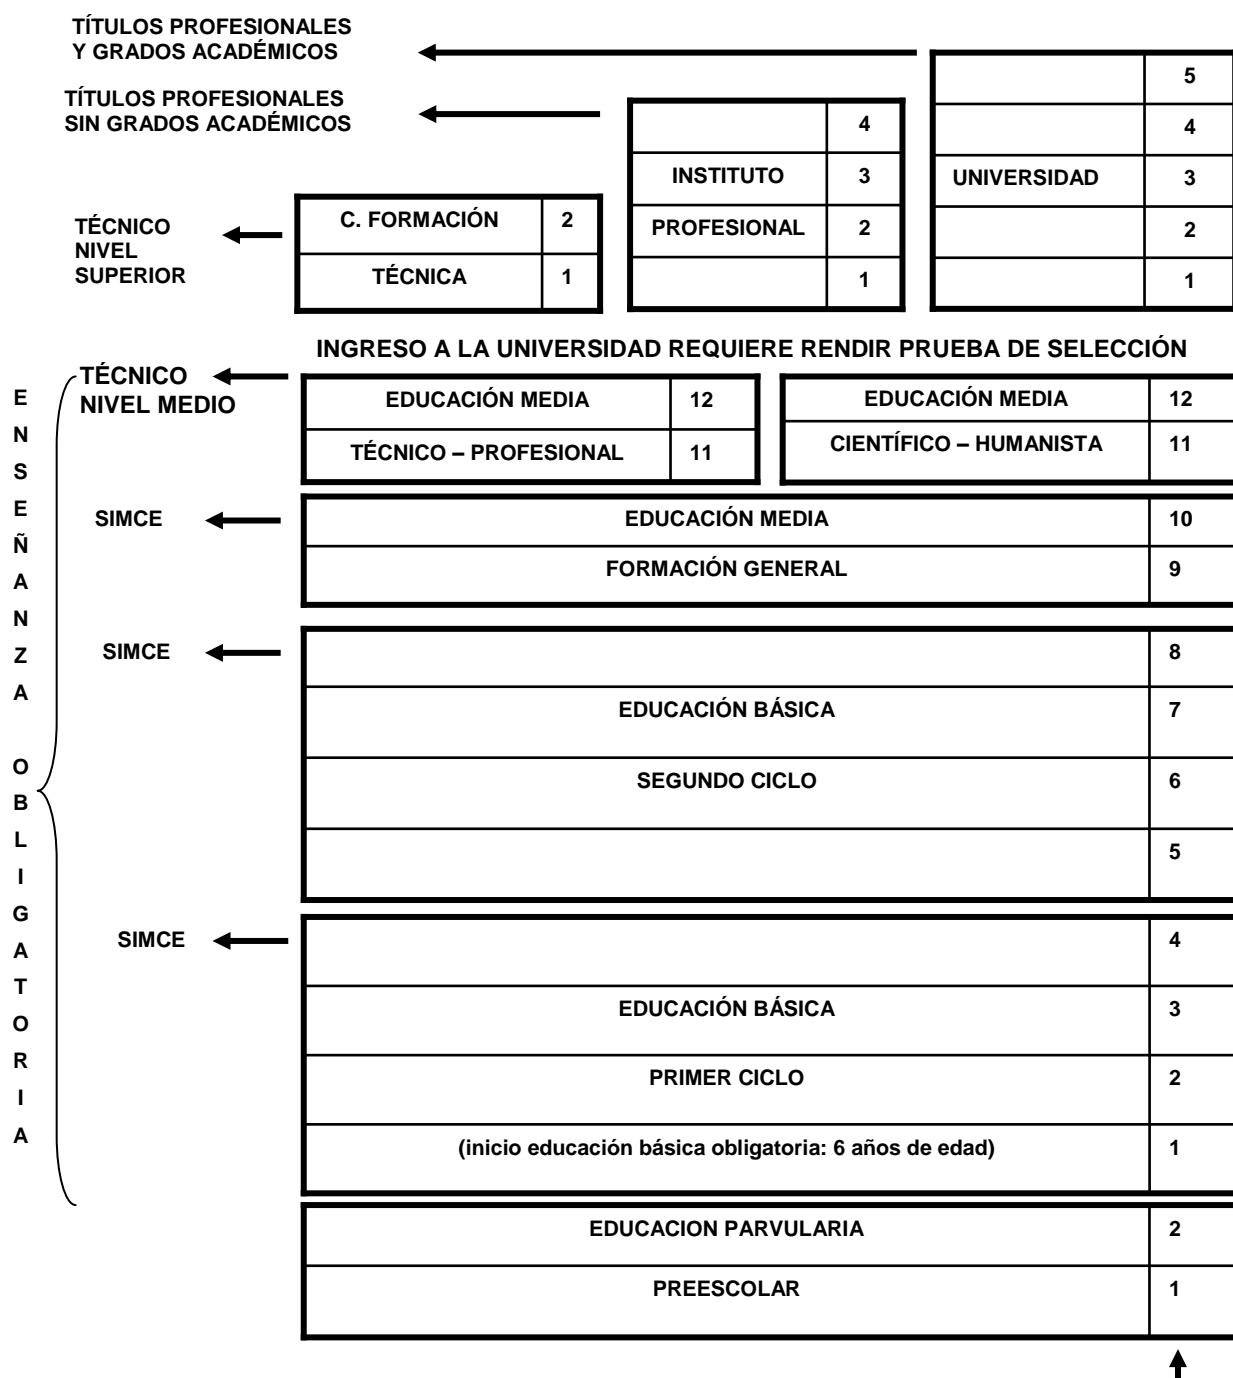 TÍTULOS PROFESIONALES
Y GRADOS ACADÉMICOS
5
TÍTULOS PROFESIONALES
SIN GRADOS ACADÉMICOS
4
4
INSTITUTO 3
UNIVERSIDAD 3
TÉCNICO
NIVEL
SUPERIOR
C. FORMACIÓN 2
PROFESIONAL 2
2
TÉCNICA 1
1
1
INGRESO A LA UNIVERSIDAD REQUIERE RENDIR PRUEBA DE SELECCIÓN
TÉCNICO
NIVEL MEDIO
EDUCACIÓN MEDIA 12
TÉCNICO – PROFESIONAL 11
EDUCACIÓN MEDIA 12
CIENTÍFICO – HUMANISTA 11
SIMCE
EDUCACIÓN MEDIA 10
FORMACIÓN GENERAL 9
SIMCE
8
EDUCACIÓN BÁSICA 7
SEGUNDO CICLO 6
5
SIMCE
4
EDUCACIÓN BÁSICA 3
PRIMER CICLO 2
(inicio educación básica obligatoria: 6 años de edad) 1
EDUCACION PARVULARIA 2
PREESCOLAR 1
ENSEÑANZA OBLIGATORIA